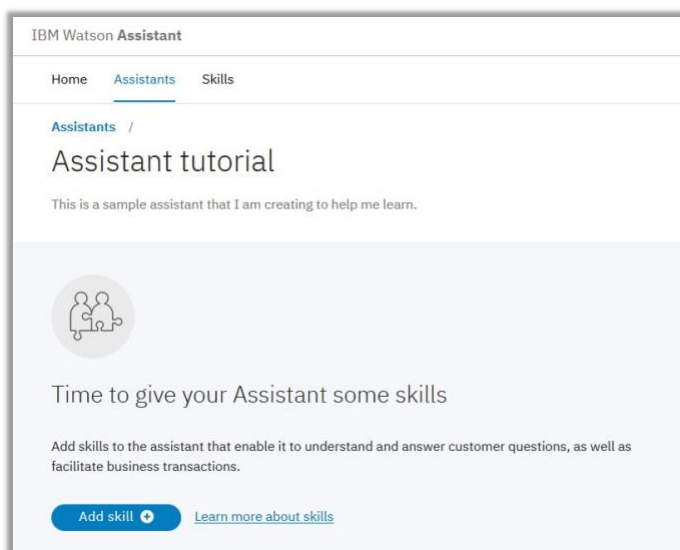 IBM Watson Assistant
Home Assistants Skills
Assistants /
Assistant tutorial
This is a sample assistant that I am creating to help me learn.
Time to give your Assistant some skills
Add skills to the assistant that enable it to understand and answer customer questions, as well as
facilitate business transactions.
Add skill Learn more about skills